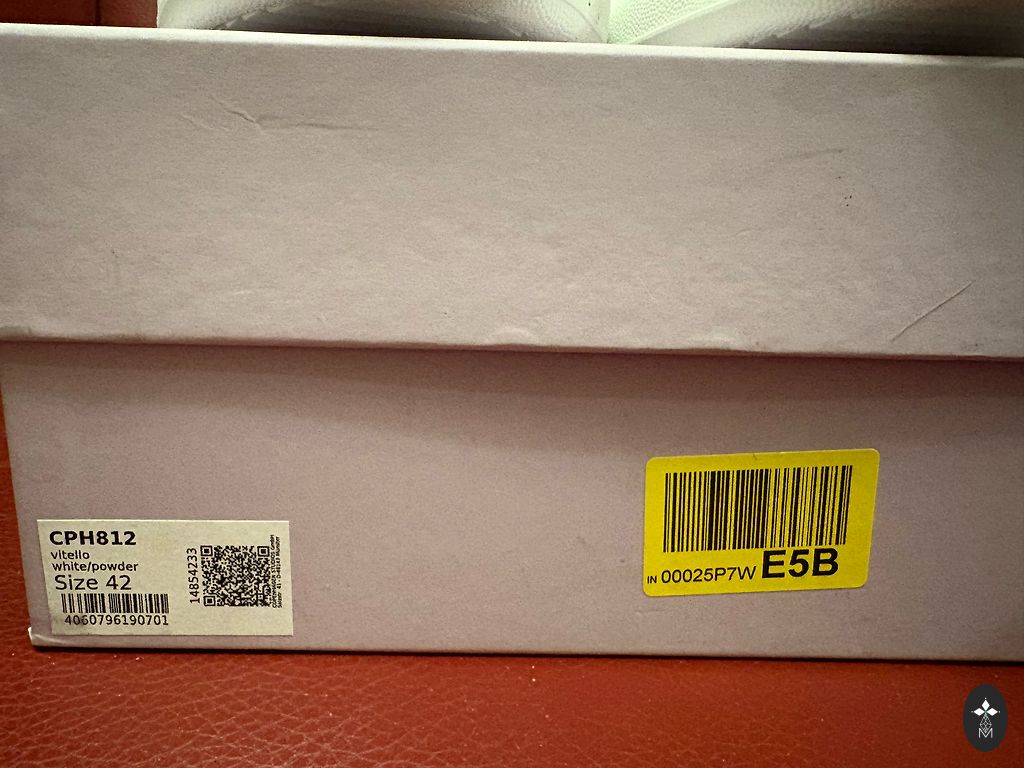 CPH812
vitello
white/powder
Size 42
4060796190701
14854233
IN 00025P7W E5B
M